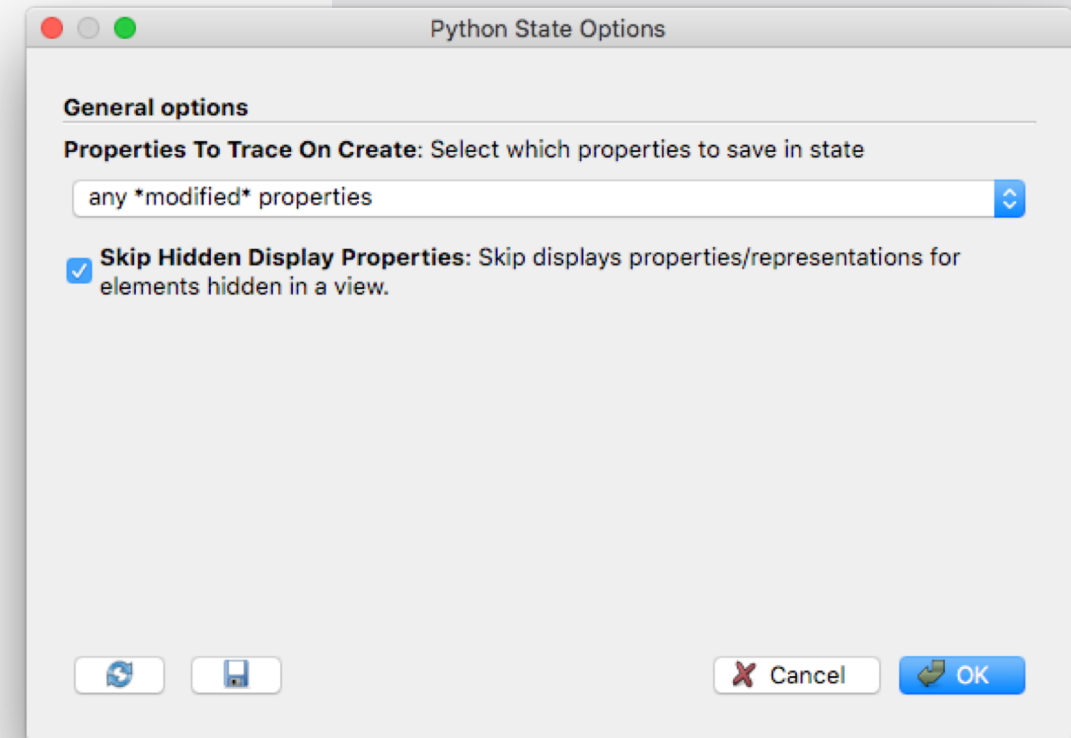 Python State Options
General options
Properties To Trace On Create: Select which properties to save in state
any *modified* properties
Skip Hidden Display Properties: Skip displays properties/representations for
elements hidden in a view.
Cancel
OK